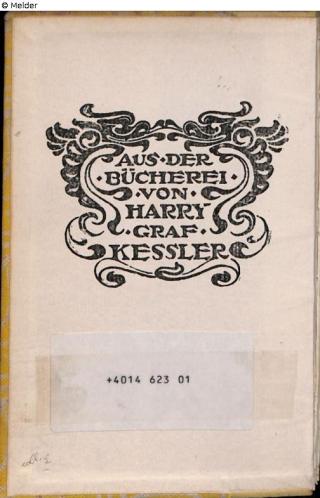 © Melder
AUS·DER
·BÜCHEREI·
·VON·
HARRY
·GRAF·
KESSLER
+4014 623 01